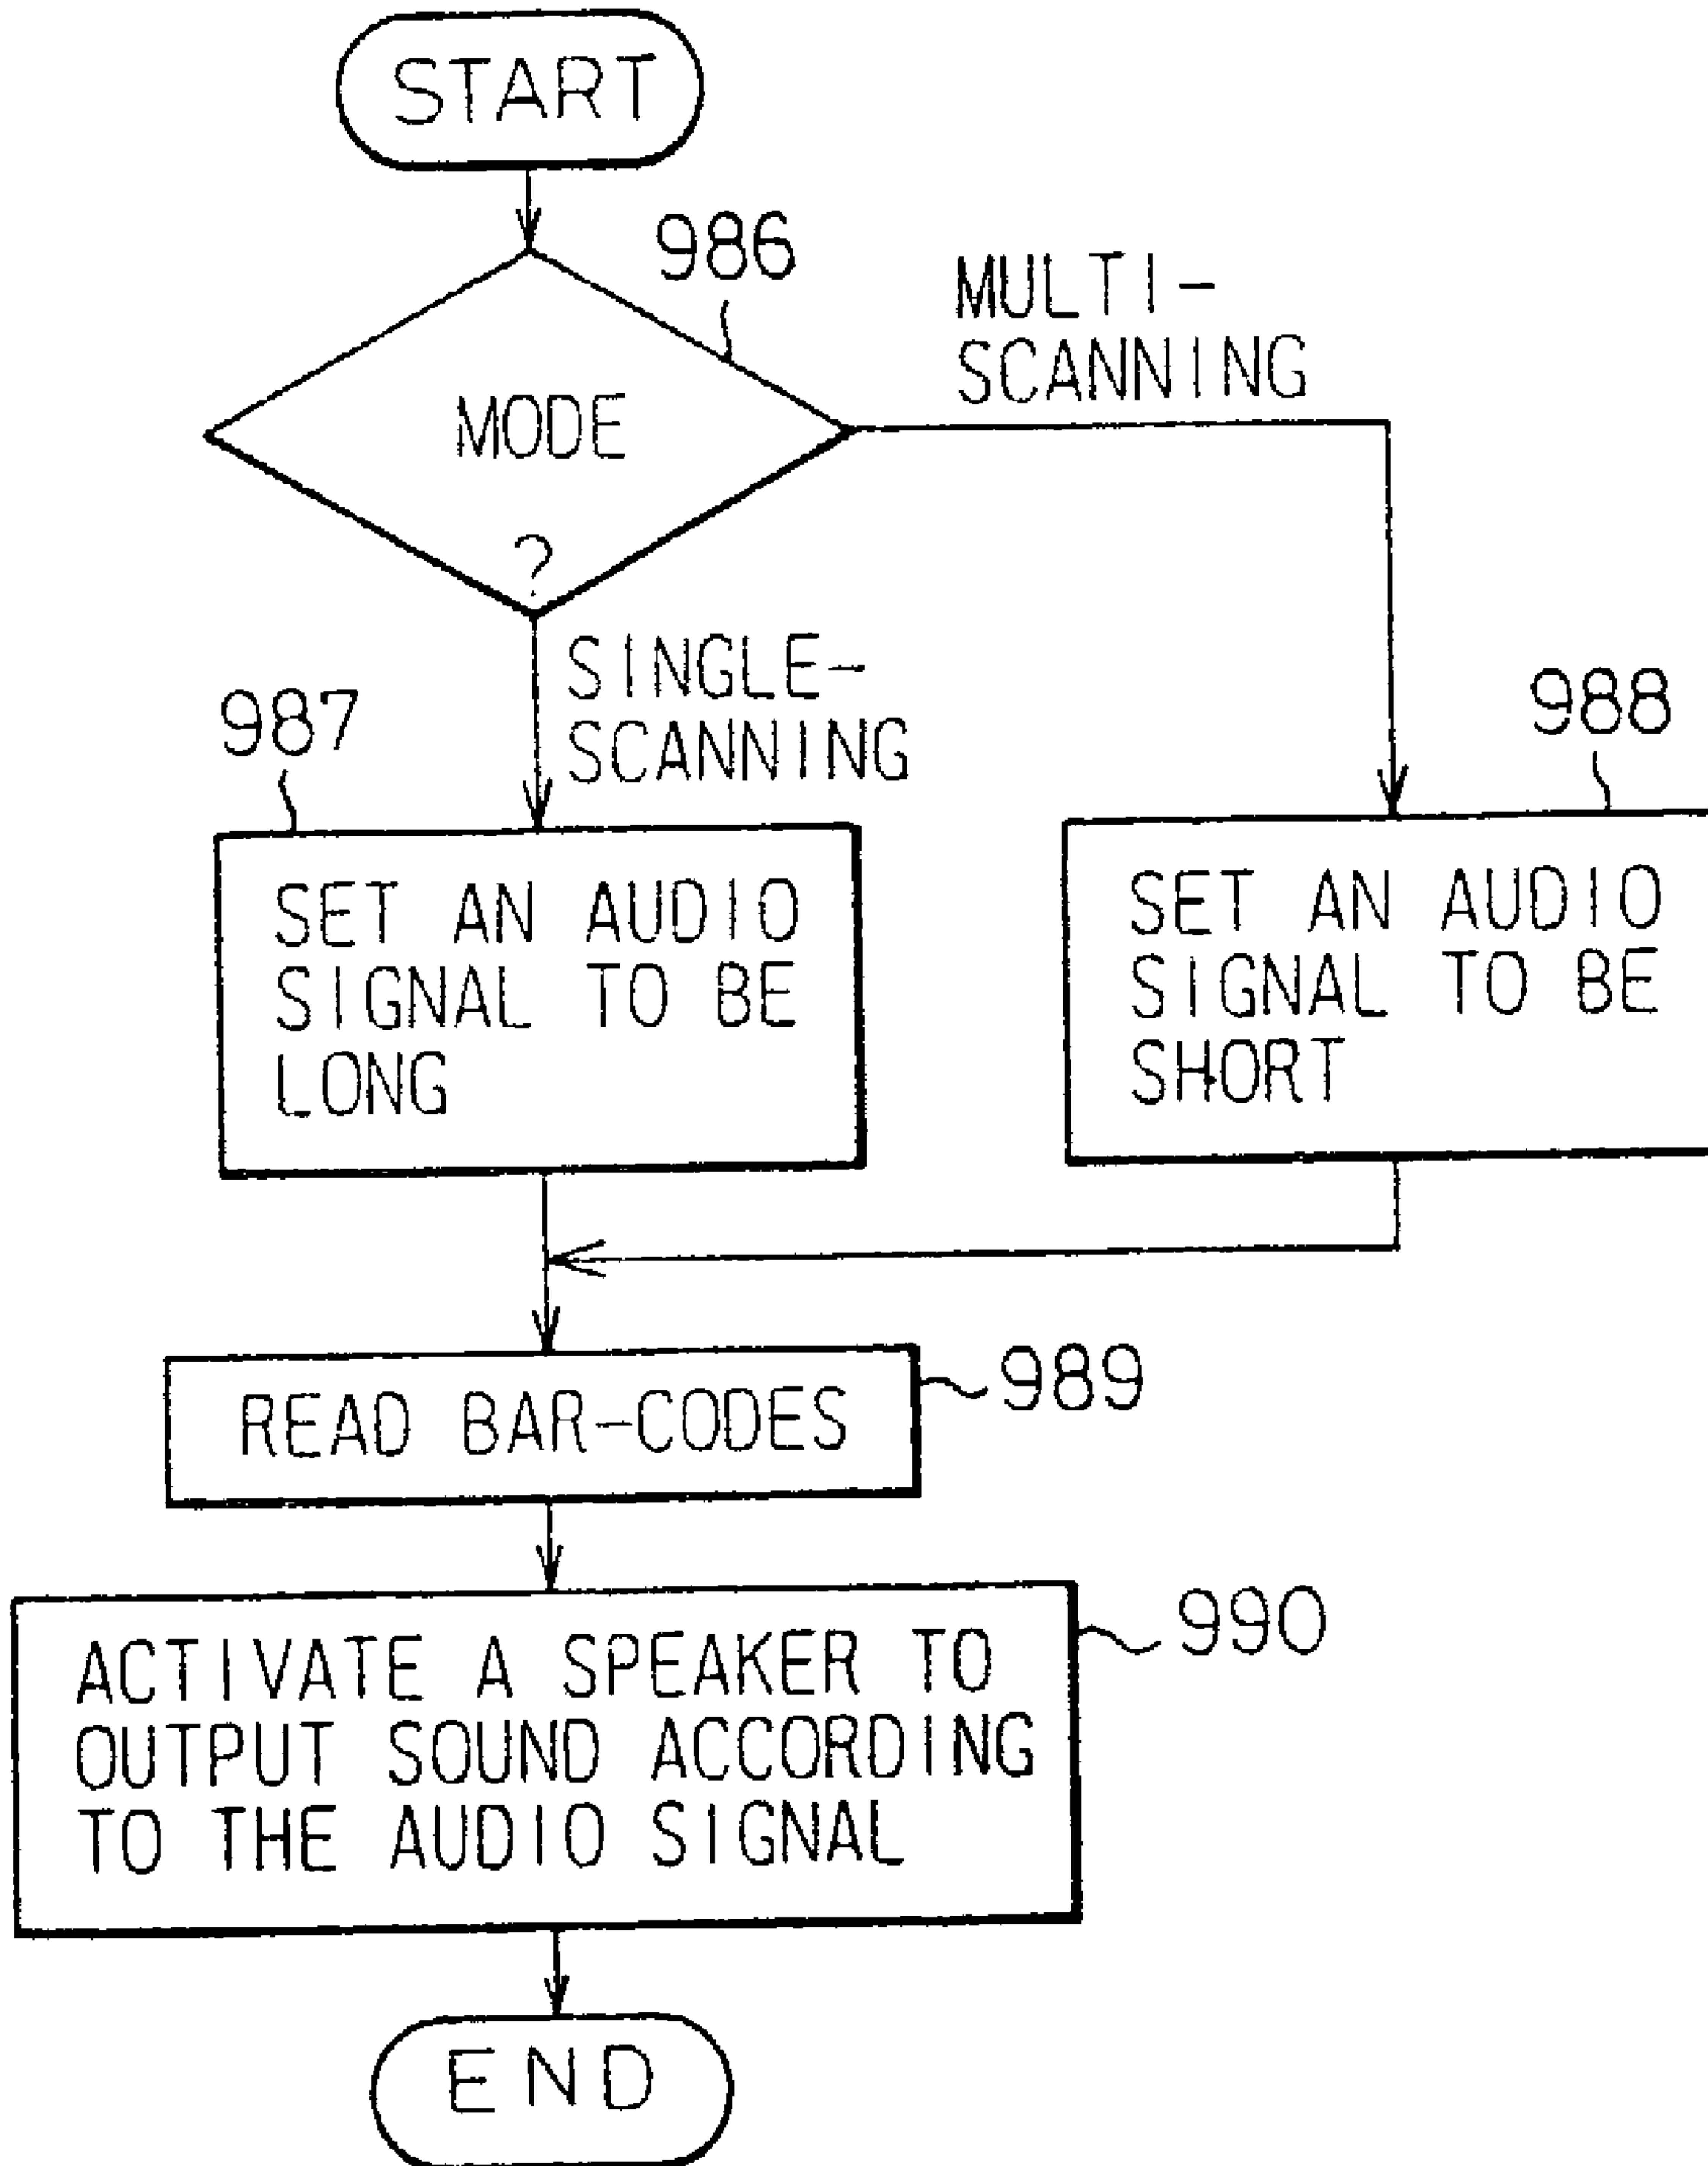 START
986
MULTI-
SCANNING
MODE
?
SINGLE-
SCANNING
987
988
SET AN AUDIO
SIGNAL TO BE
LONG
SET AN AUDIO
SIGNAL TO BE
SHORT
READ BAR-CODES
989
ACTIVATE A SPEAKER TO
OUTPUT SOUND ACCORDING
TO THE AUDIO SIGNAL
990
END